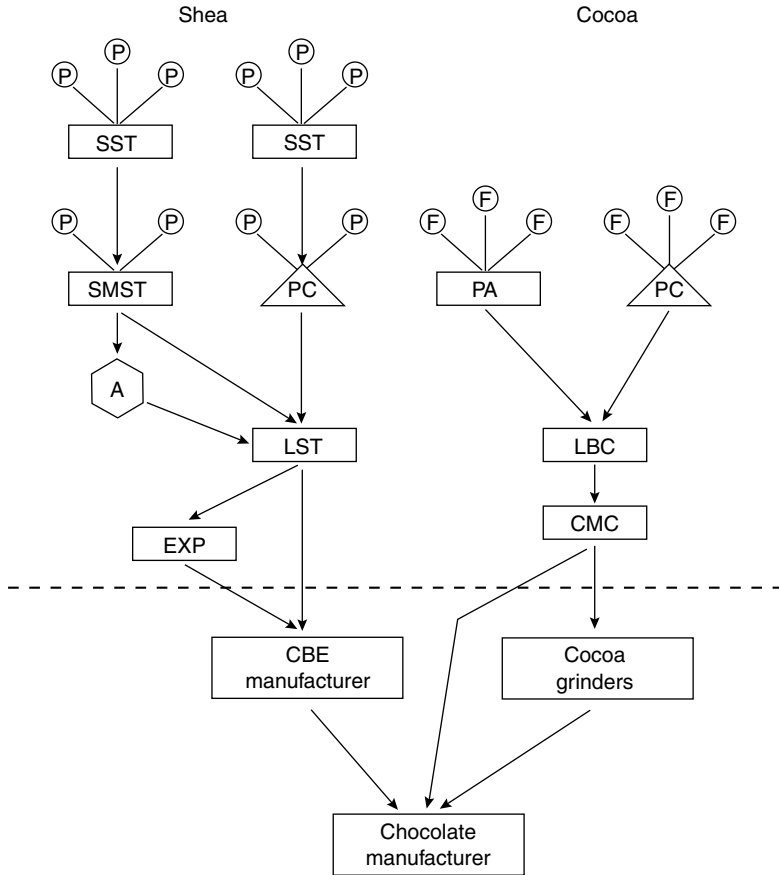 Shea
Cocoa
P
P
P
P
P
P
SST
SST
P
P
P
P
F
F
F
F
F
F
SMST
PC
PA
PC
A
LST
LBC
EXP
CMC
CBE
manufacturer
Cocoa
grinders
Chocolate
manufacturer